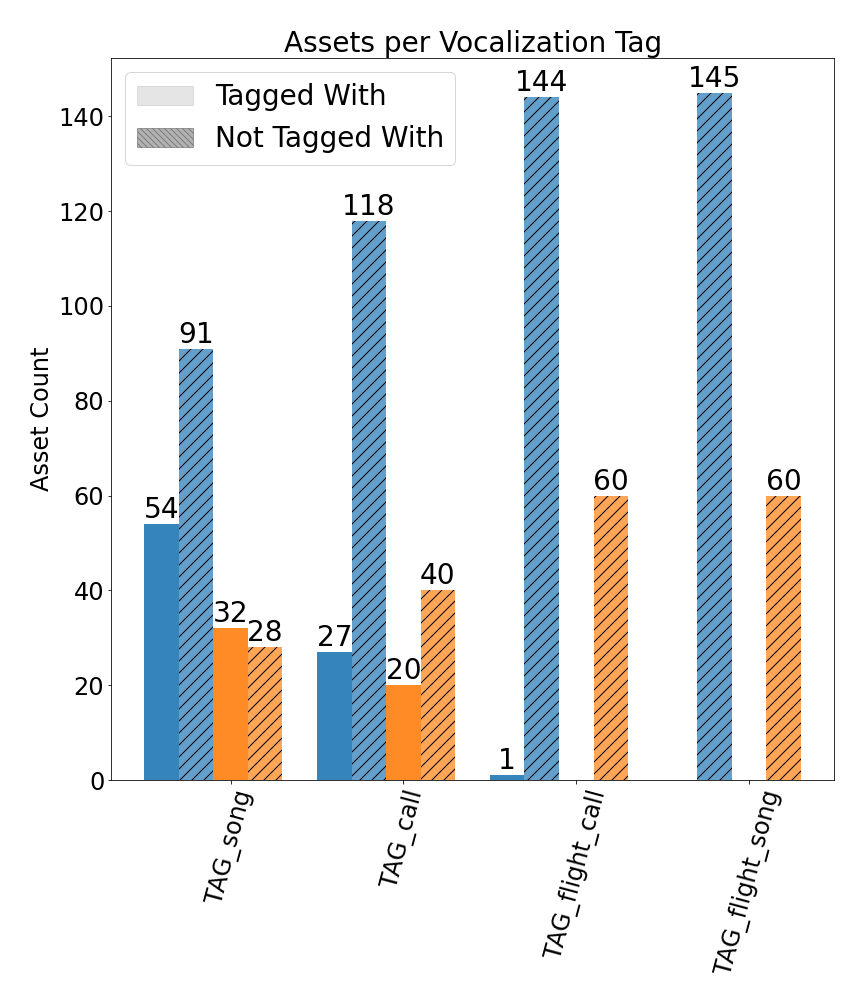 Assets per Vocalization Tag
Tagged With
Not Tagged With
Asset Count
140
120
100
80
60
40
20
0
54
91
32
28
27
118
20
40
1
144
60
145
60
TAG_song
TAG_call
TAG_flight_call
TAG_flight_song